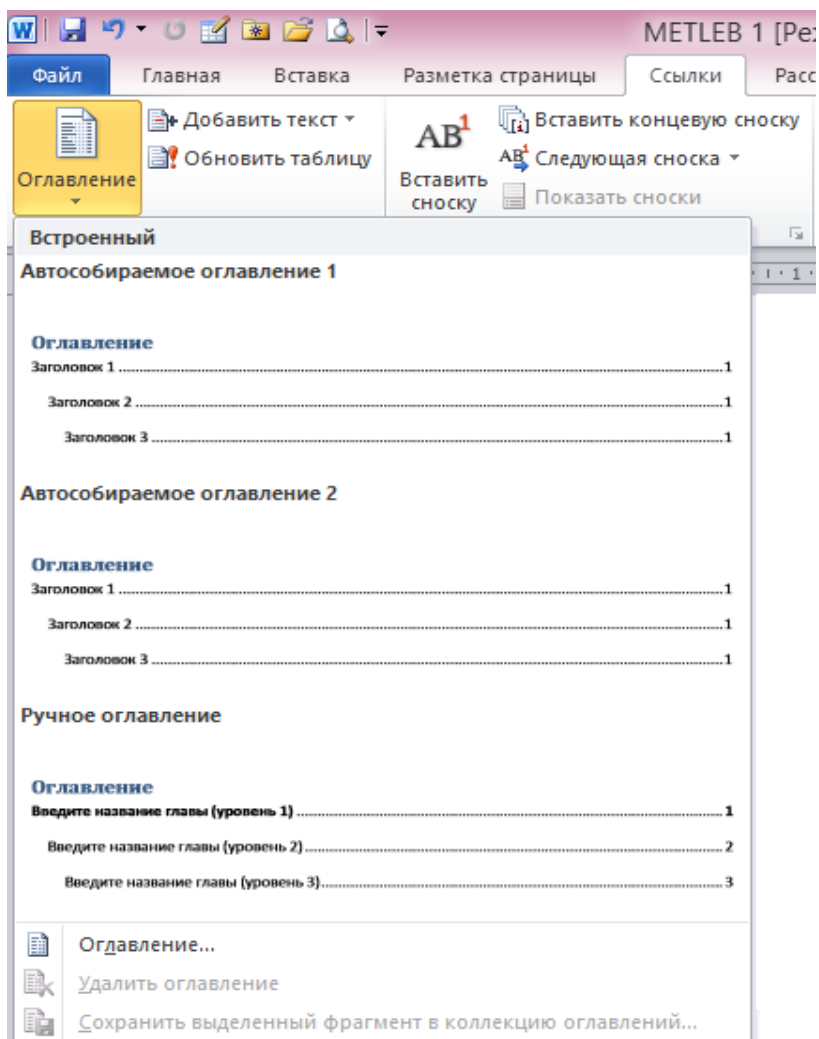 W METLEB 1 [Реж
Файл Главная Вставка Разметка страницы Ссылки Расс
Оглавление
Добавить текст
Обновить таблицу
AB1
Вставить сноску
Вставить концевую сноску
AB1 Следующая сноска
Показать сноски
Встроенный
1
Автособираемое оглавление 1
Оглавление
Заголовок 1 ........ 1
Заголовок 2 ........ 1
Заголовок 3 ........ 1
Автособираемое оглавление 2
Оглавление
Заголовок 1 ........ 1
Заголовок 2 ........ 1
Заголовок 3 ........ 1
Ручное оглавление
Оглавление
Введите название главы (уровень 1) ........ 1
Введите название главы (уровень 2) ........ 2
Введите название главы (уровень 3) ........ 3
Оглавление...
Удалить оглавление
Сохранить выделенный фрагмент в коллекцию оглавлений...